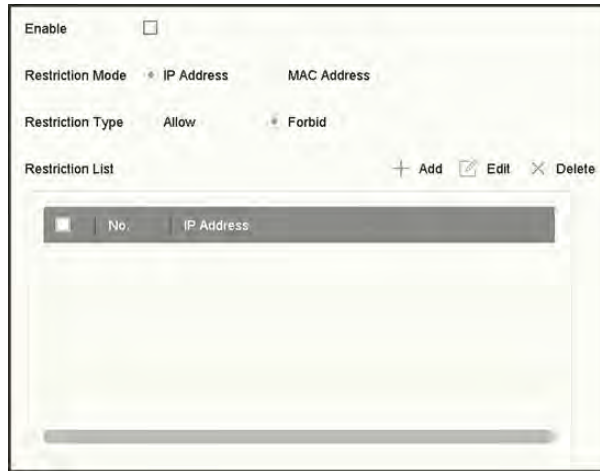 Enable
Restriction Mode IP Address MAC Address
Restriction Type Allow Forbid
Restriction List Add Edit Delete
No. IP Address